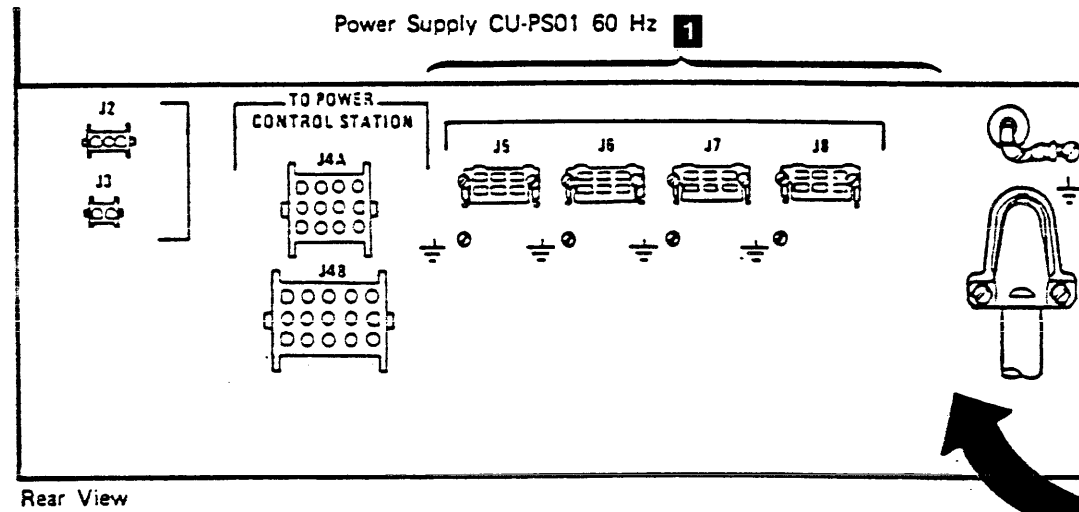 Power Supply CU-PS01 60 Hz 1
TO POWER
CONTROL STATION
J2
J3
J4A
J4B
J5
J6
J7
J8
Rear View